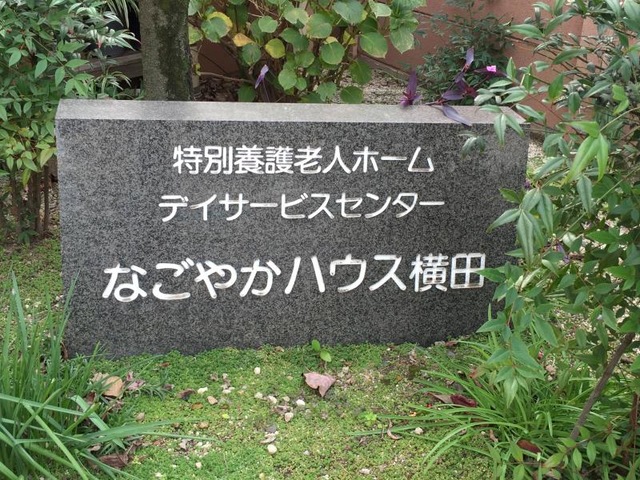 特別養護老人ホーム
デイサービスセンター
なごやかハウス横田